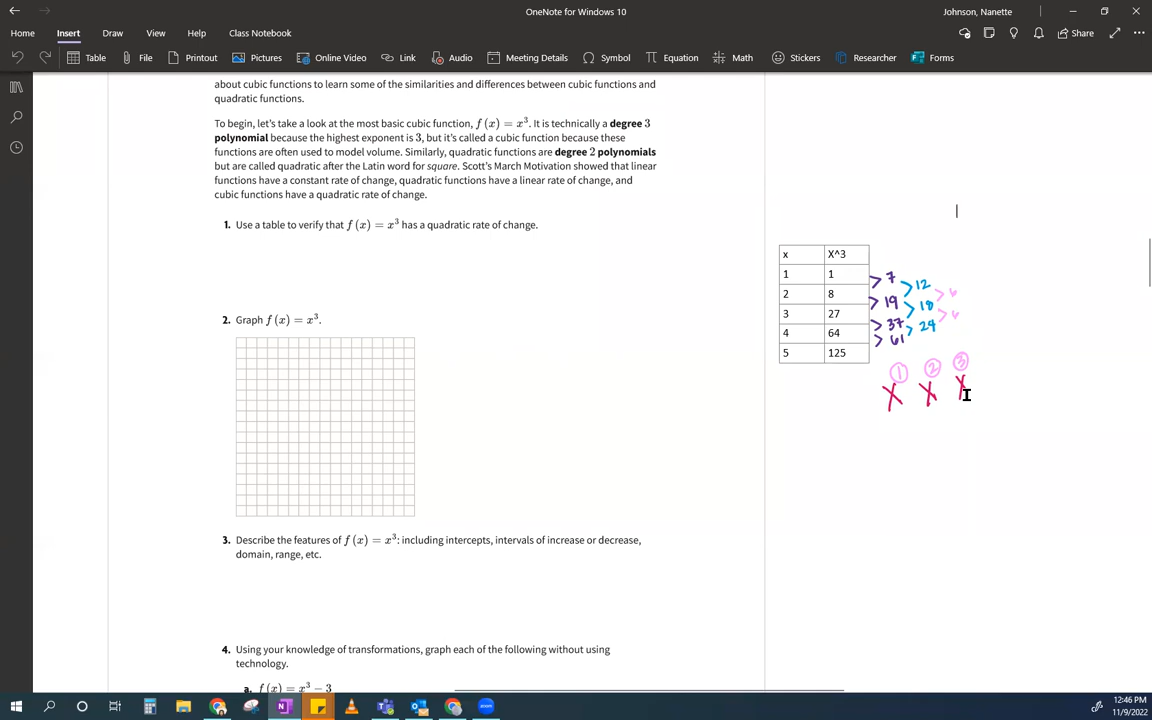 OneNote for Windows 10
Johnson, Nanette
Home Insert Draw View Help Class Notebook
Share
Table File Printout Pictures Online Video Link Audio Meeting Details Symbol Equation Math Stickers Researcher Forms
about cubic functions to learn some of the similarities and differences between cubic functions and
quadratic functions.
To begin, let's take a look at the most basic cubic function, f (x) = x³. It is technically a degree 3
polynomial because the highest exponent is 3, but it's called a cubic function because these
functions are often used to model volume. Similarly, quadratic functions are degree 2 polynomials
but are called quadratic after the Latin word for square. Scott's March Motivation showed that linear
functions have a constant rate of change, quadratic functions have a linear rate of change, and
cubic functions have a quadratic rate of change.
1. Use a table to verify that f (x) = x³ has a quadratic rate of change.
2. Graph f (x) = x³.
3. Describe the features of f (x) = x³: including intercepts, intervals of increase or decrease,
domain, range, etc.
4. Using your knowledge of transformations, graph each of the following without using
technology.
a. f (x) = x³ − 3
x X^3
1 1
2 8
3 27
4 64
5 125
> 7
> 19
> 37
> 61
> 12
> 18
> 24
> 6
> 6
X① X② X③
12:46 PM
11/9/2022